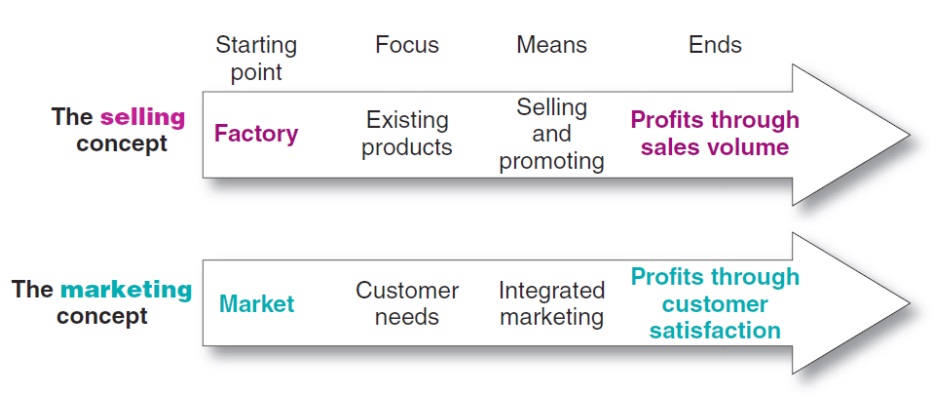 Starting
point
Focus
Means
Ends
The selling
concept
Factory
Existing
products
Selling
and
promoting
Profits through
sales volume
The marketing
concept
Market
Customer
needs
Integrated
marketing
Profits through
customer
satisfaction